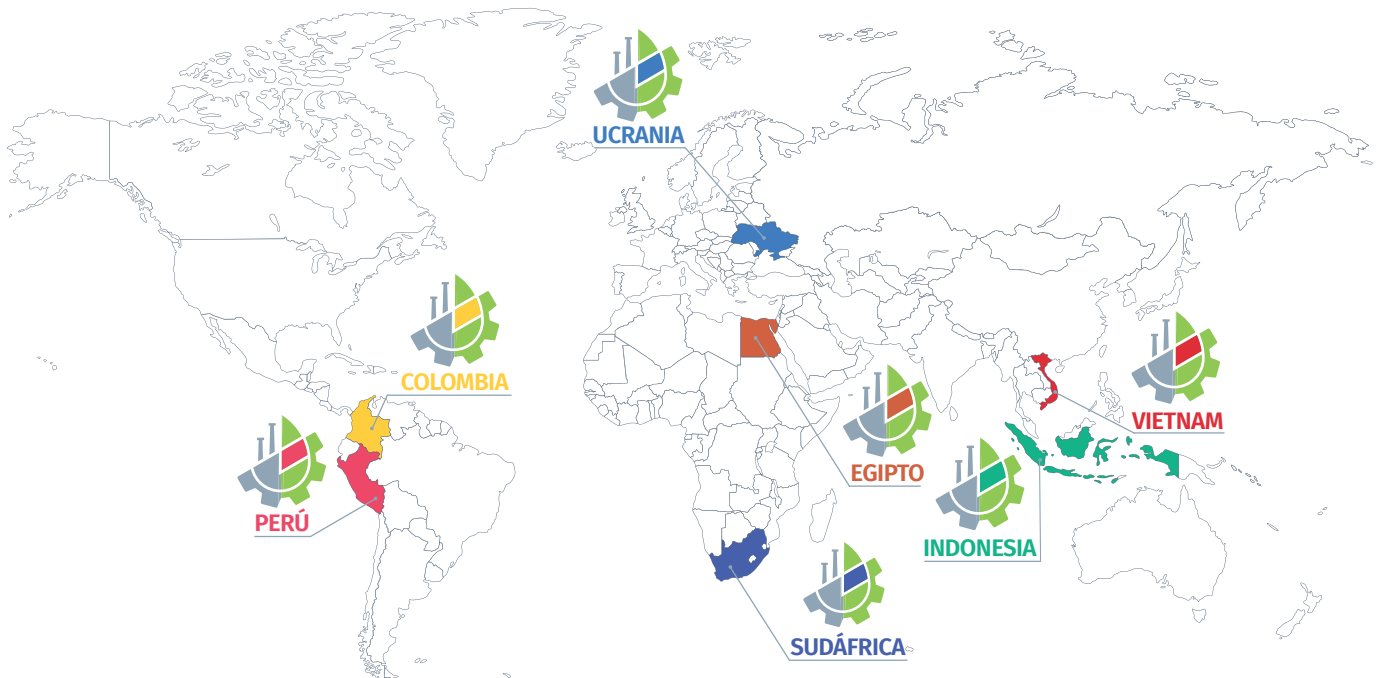 UCRANIA
COLOMBIA
VIETNAM
EGIPTO
PERÚ
INDONESIA
SUDÁFRICA